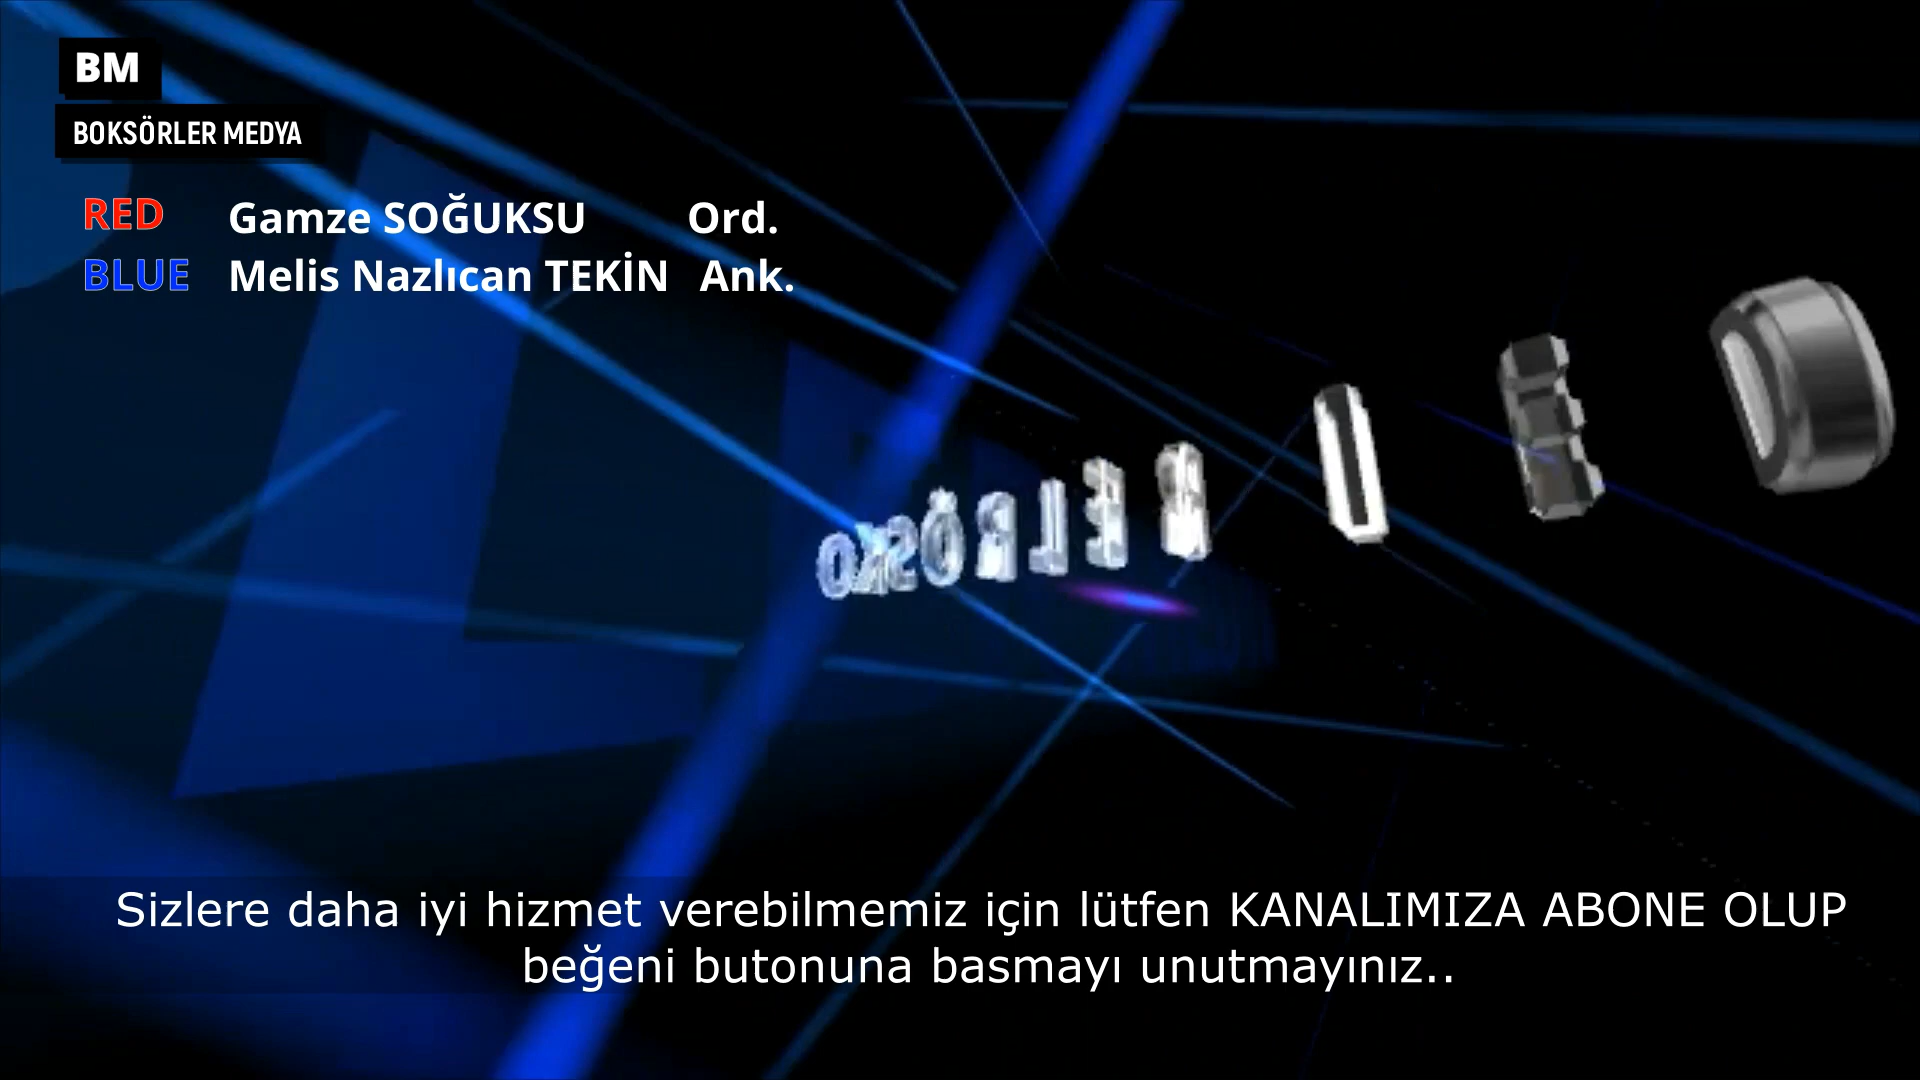 BM
BOKSÖRLER MEDYA
RED Gamze SOĞUKSU Ord.
BLUE Melis Nazlıcan TEKİN Ank.
Sizlere daha iyi hizmet verebilmemiz için lütfen KANALIMIZA ABONE OLUP
beğeni butonuna basmayı unutmayınız..